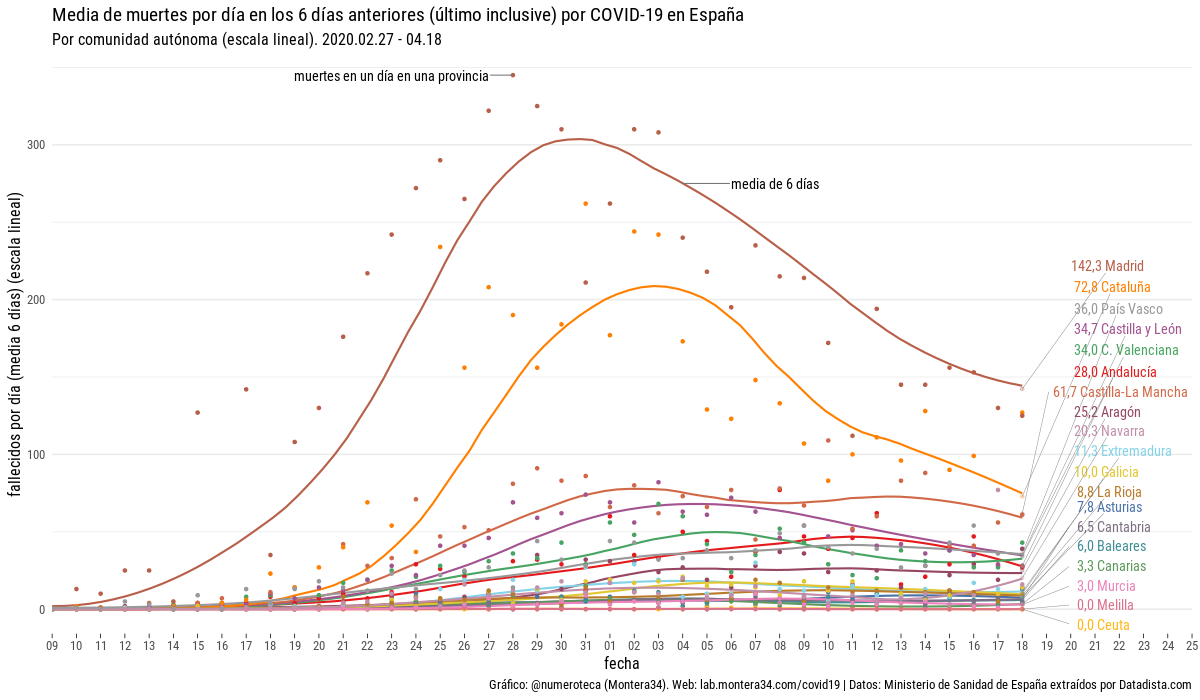 Media de muertes por día en los 6 días anteriores (último inclusive) por COVID-19 en España
Por comunidad autónoma (escala lineal). 2020.02.27 - 04.18
muertes en un día en una provincia
media de 6 días
fallecidos por día (media 6 días) (escala lineal)
300
200
100
0
142,3 Madrid
72,8 Cataluña
36,0 País Vasco
34,7 Castilla y León
34,0 C. Valenciana
28,0 Andalucía
61,7 Castilla-La Mancha
25,2 Aragón
20,3 Navarra
11,3 Extremadura
10,0 Galicia
8,8 La Rioja
7,8 Asturias
6,5 Cantabria
6,0 Baleares
3,3 Canarias
3,0 Murcia
0,0 Melilla
0,0 Ceuta
09 10 11 12 13 14 15 16 17 18 19 20 21 22 23 24 25 26 27 28 29 30 31 01 02 03 04 05 06 07 08 09 10 11 12 13 14 15 16 17 18 19 20 21 22 23 24 25
fecha
Gráfico: @numeroteca (Montera34). Web: lab.montera34.com/covid19 | Datos: Ministerio de Sanidad de España extraídos por Datadista.com